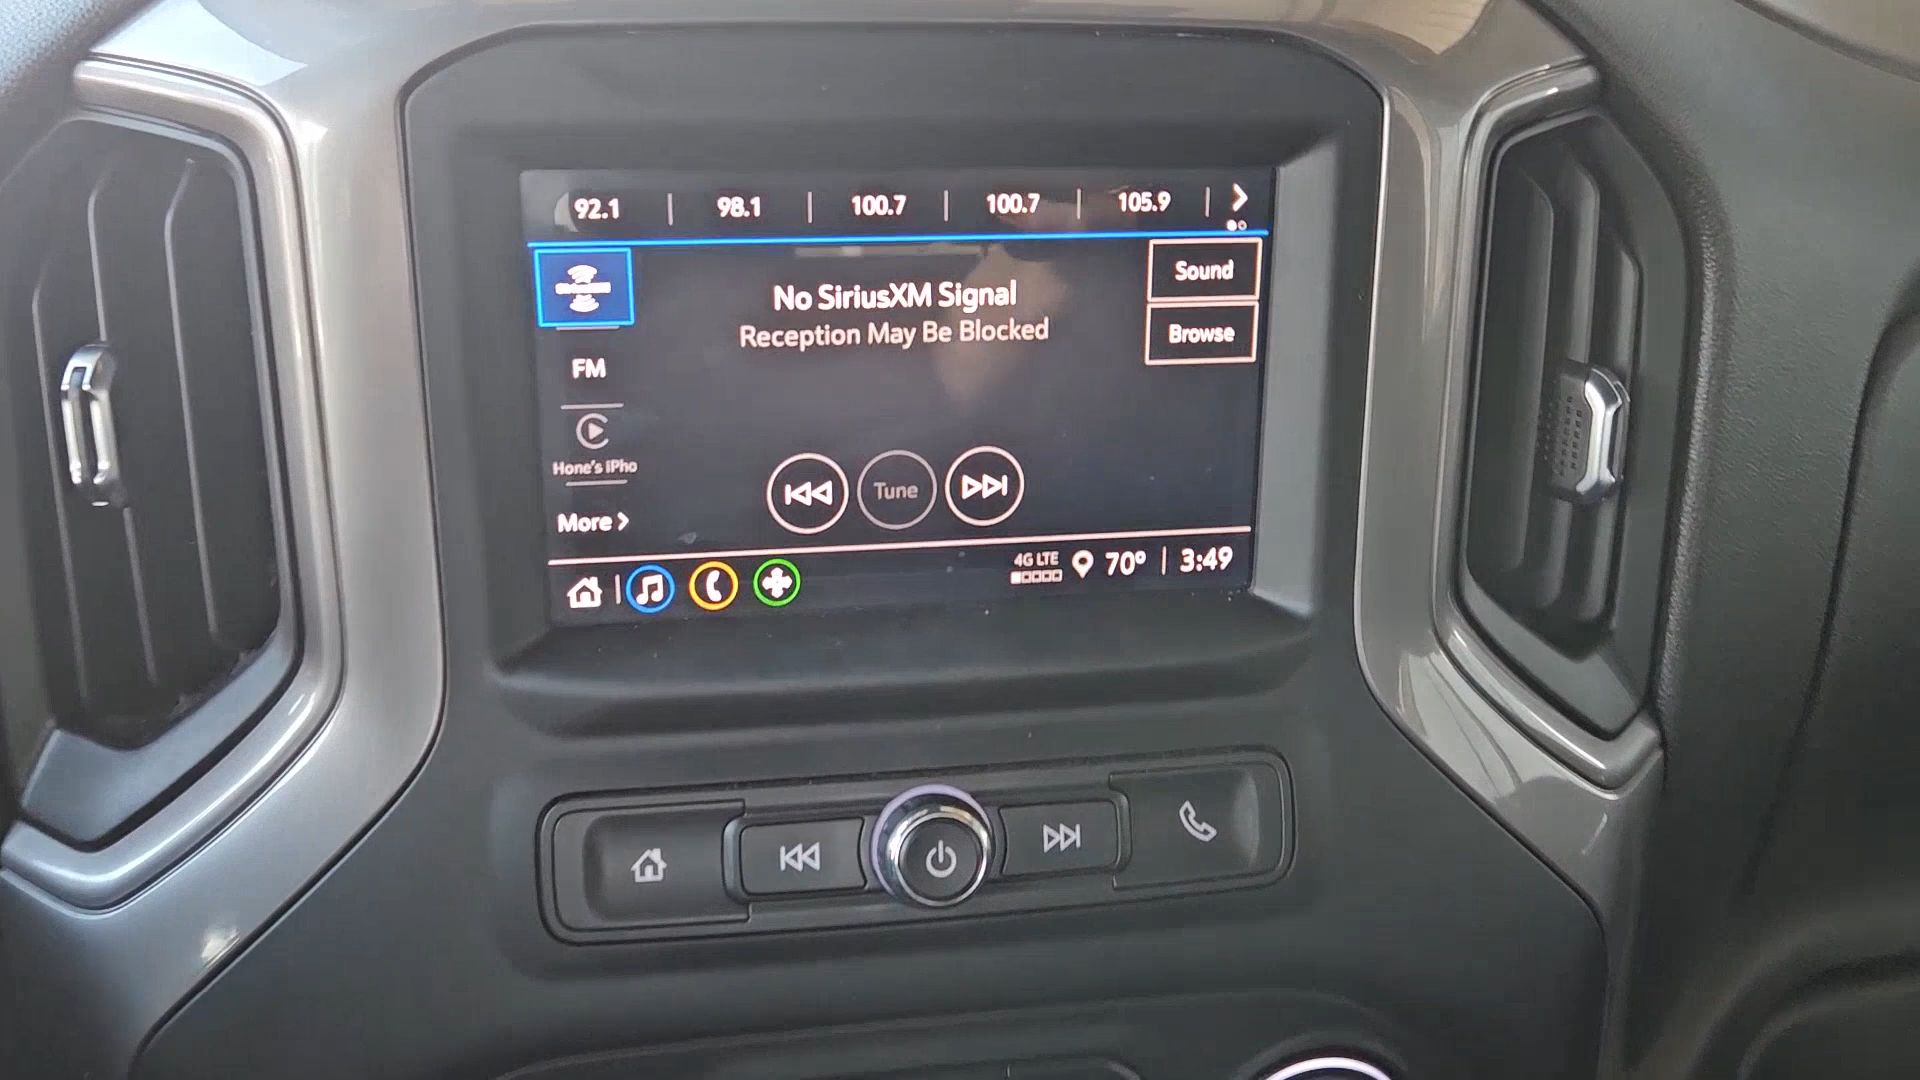 92.1 | 98.1 | 100.7 | 100.7 | 105.9
Sound
No SiriusXM Signal
Reception May Be Blocked
Browse
FM
Hone's iPho
Tune
More
4G LTE
70° | 3:49